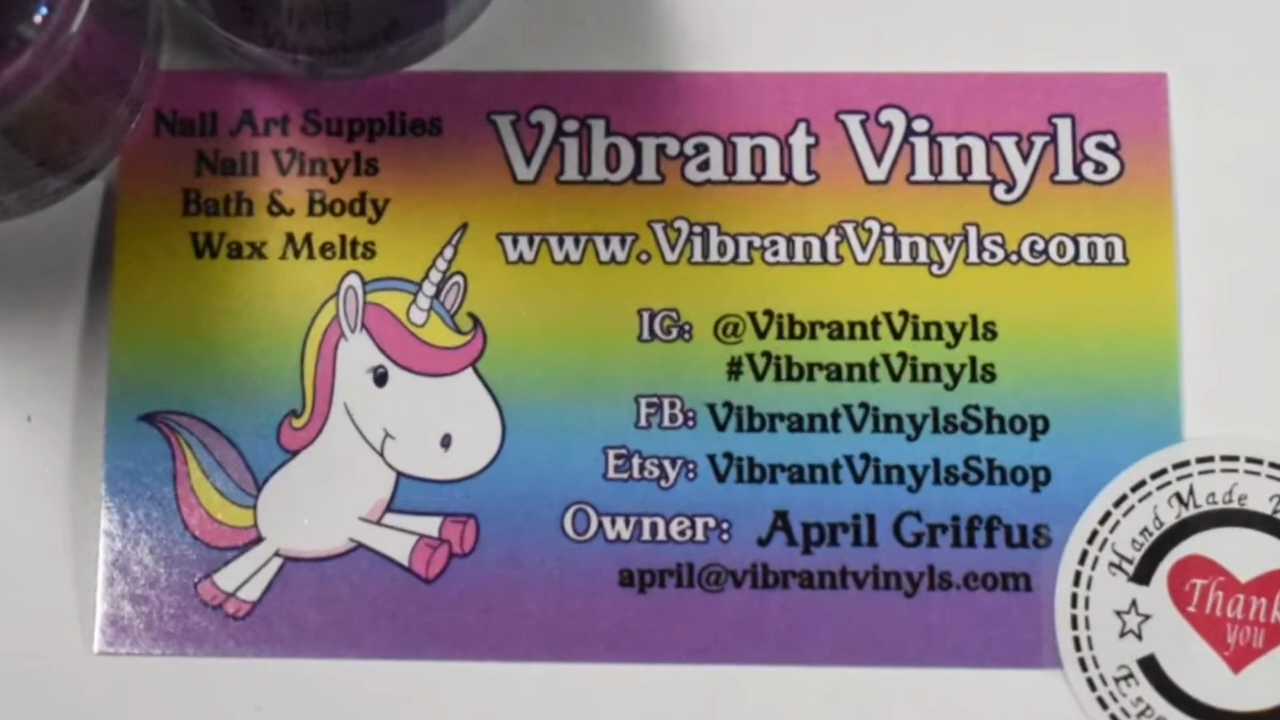 Nail Art Supplies
Nail Vinyls
Bath & Body
Wax Melts
Vibrant Vinyls
www.VibrantVinyls.com
IG: @VibrantVinyls
#VibrantVinyls
FB: VibrantVinylsShop
Etsy: VibrantVinylsShop
Owner: April Griffus
april@vibrantvinyls.com
Hand Made
Thank
you